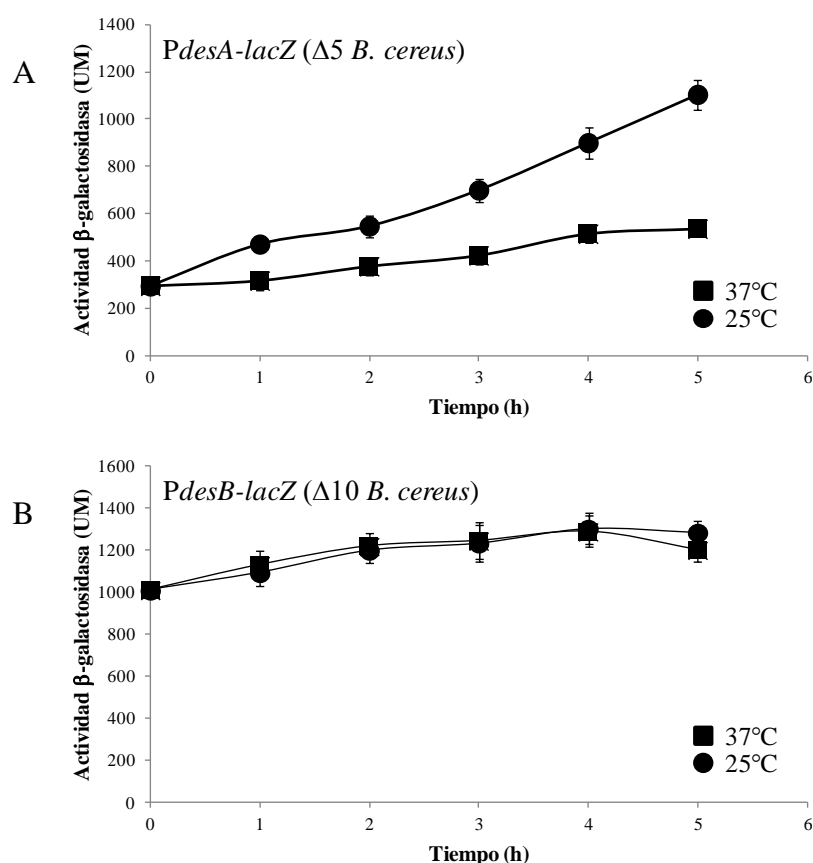 A
PdesA-lacZ (Δ5 B. cereus)
Actividad β-galactosidasa (UM)
1400
1200
1000
800
600
400
200
0
37°C
25°C
0 1 2 3 4 5 6
Tiempo (h)
B
PdesB-lacZ (Δ10 B. cereus)
Actividad β-galactosidasa (UM)
1600
1400
1200
1000
800
600
400
200
0
37°C
25°C
0 1 2 3 4 5 6
Tiempo (h)